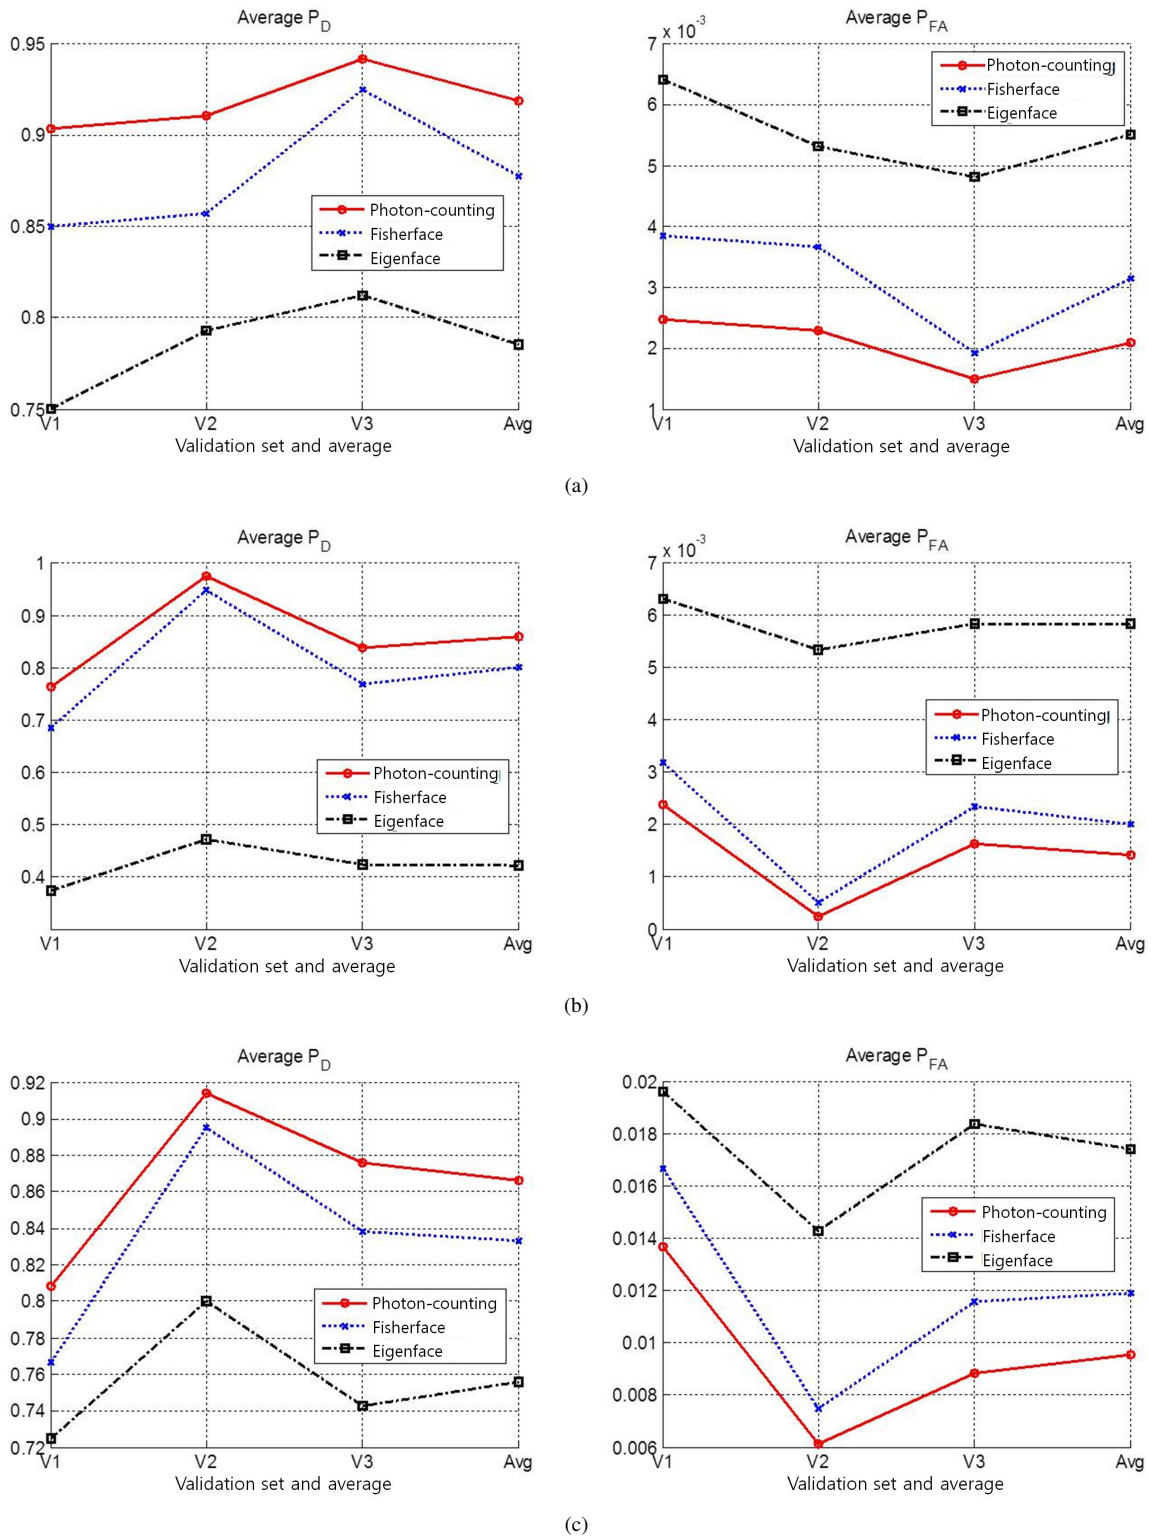 Average P_D
0.95
0.9
0.85
0.8
0.75
V1 V2 V3 Avg
Validation set and average
Photon-counting
Fisherface
Eigenface
Average P_FA
7 x 10^-3
6
5
4
3
2
1
V1 V2 V3 Avg
Validation set and average
Photon-counting
Fisherface
Eigenface
(a)
Average P_D
1
0.9
0.8
0.7
0.6
0.5
0.4
V1 V2 V3 Avg
Validation set and average
Photon-counting
Fisherface
Eigenface
Average P_FA
7 x 10^-3
6
5
4
3
2
1
0
V1 V2 V3 Avg
Validation set and average
Photon-counting
Fisherface
Eigenface
(b)
Average P_D
0.92
0.9
0.88
0.86
0.84
0.82
0.8
0.78
0.76
0.74
0.72
V1 V2 V3 Avg
Validation set and average
Photon-counting
Fisherface
Eigenface
Average P_FA
0.02
0.018
0.016
0.014
0.012
0.01
0.008
0.006
V1 V2 V3 Avg
Validation set and average
Photon-counting
Fisherface
Eigenface
(c)